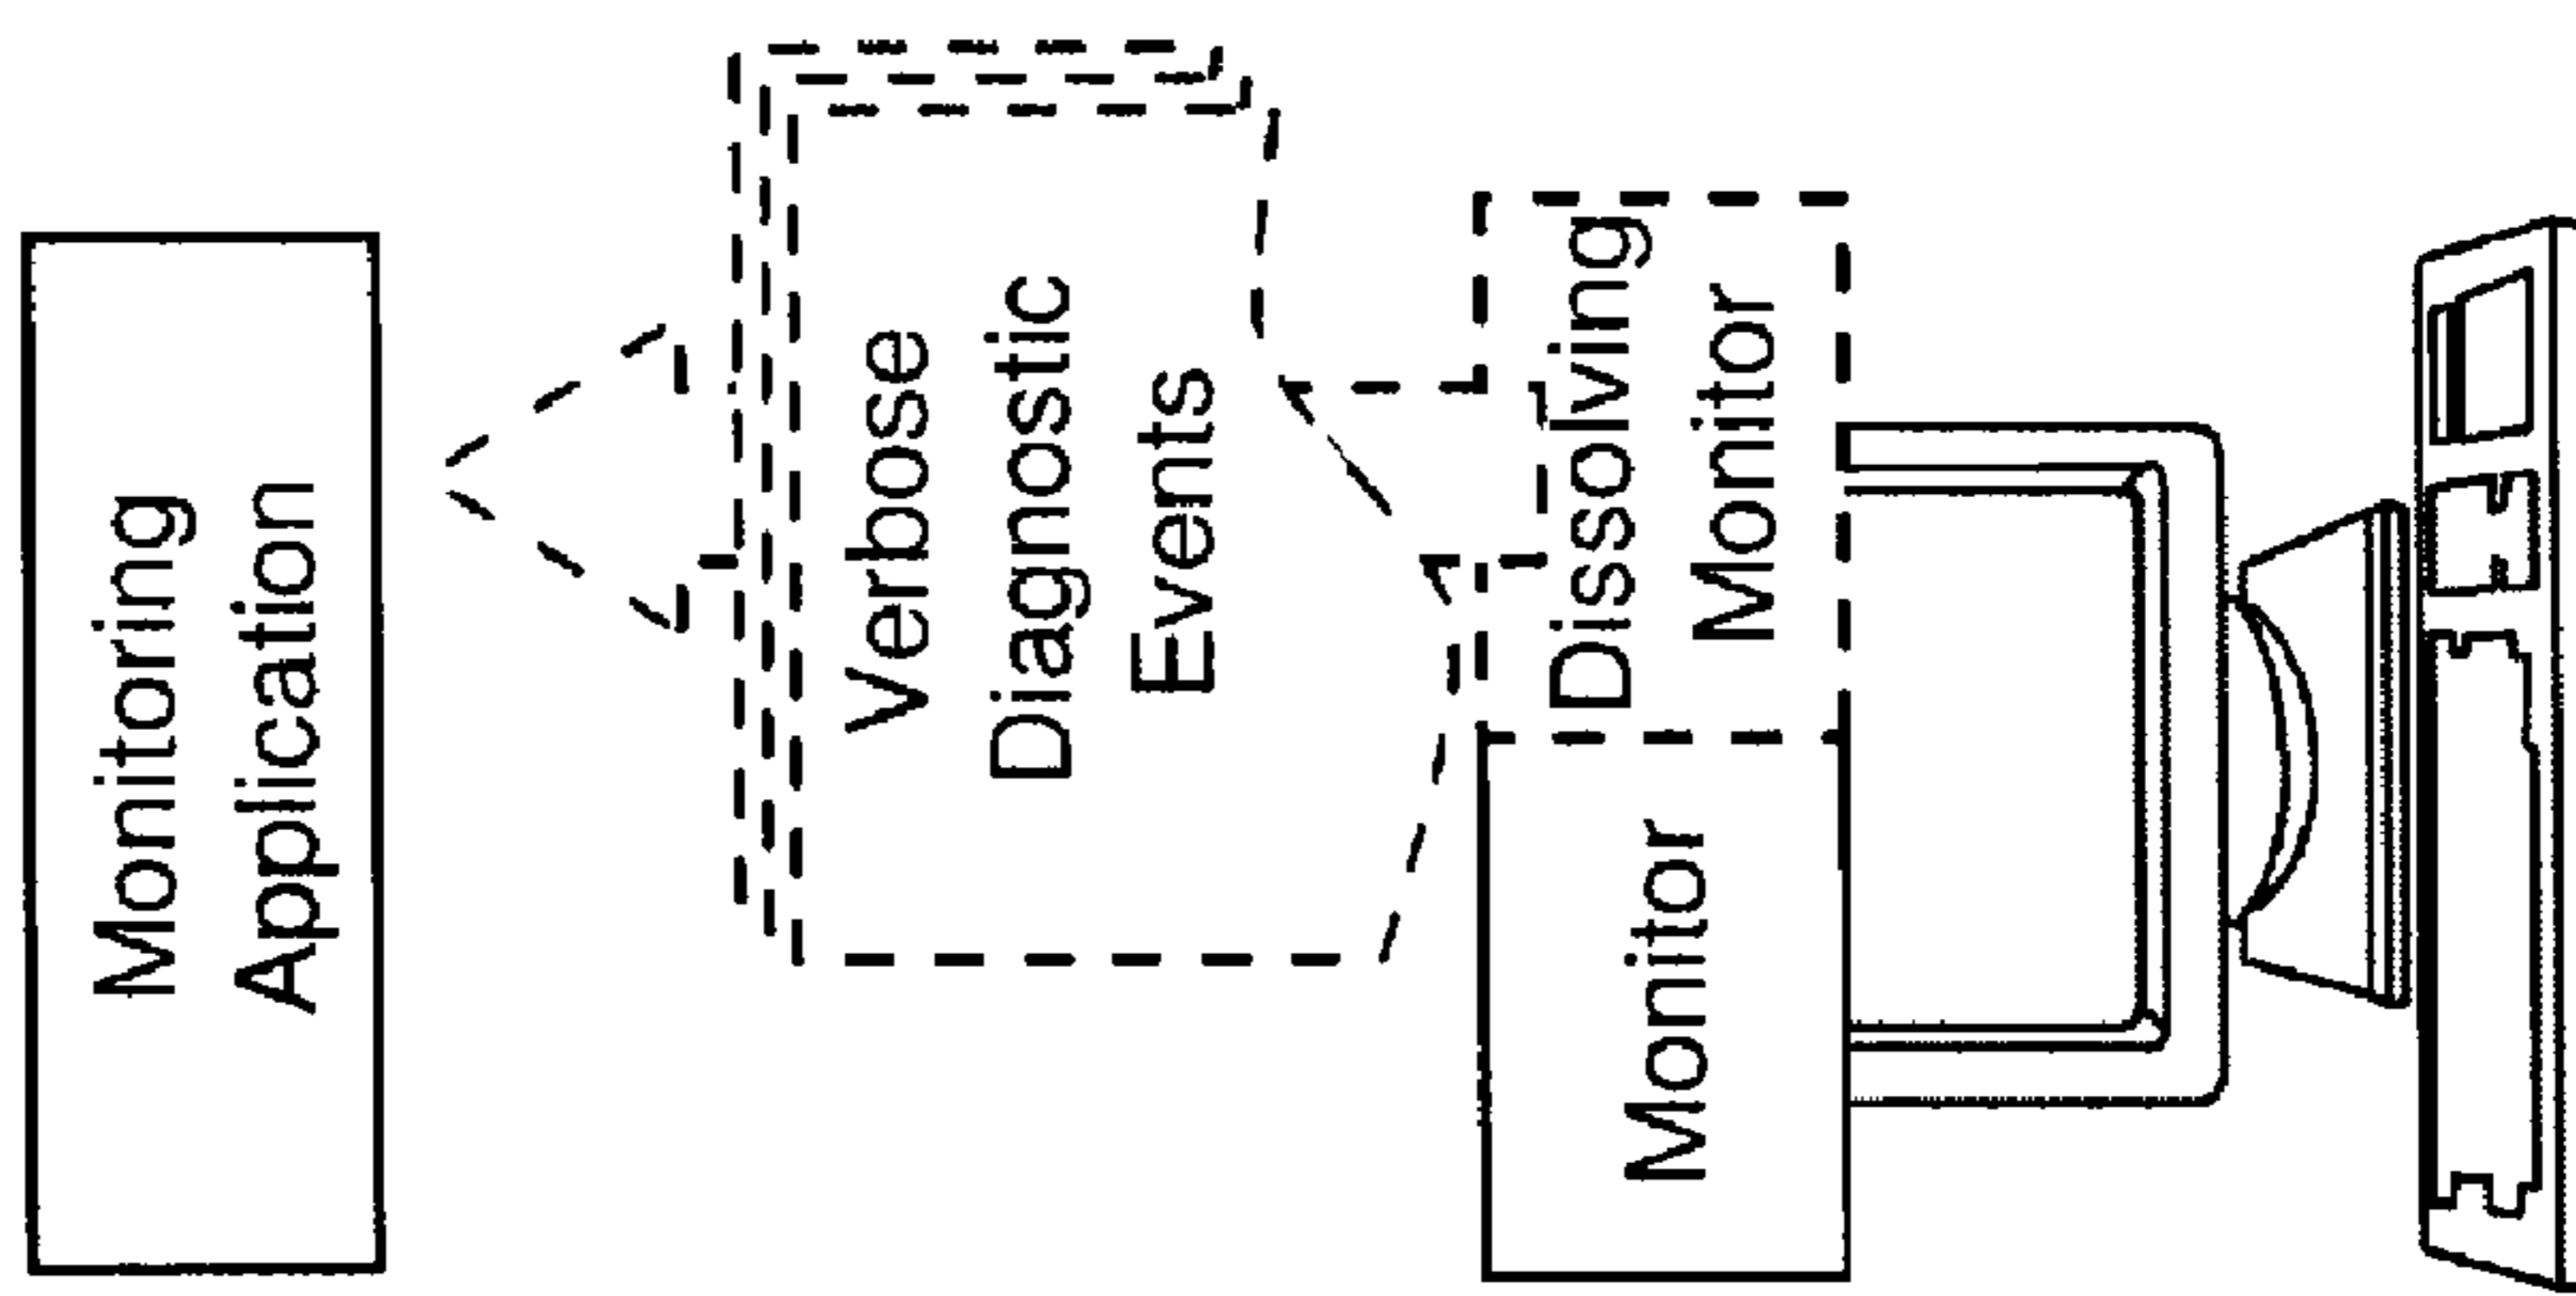 Monitoring
Application
Verbose
Diagnostic
Events
Monitor
Dissolving
Monitor